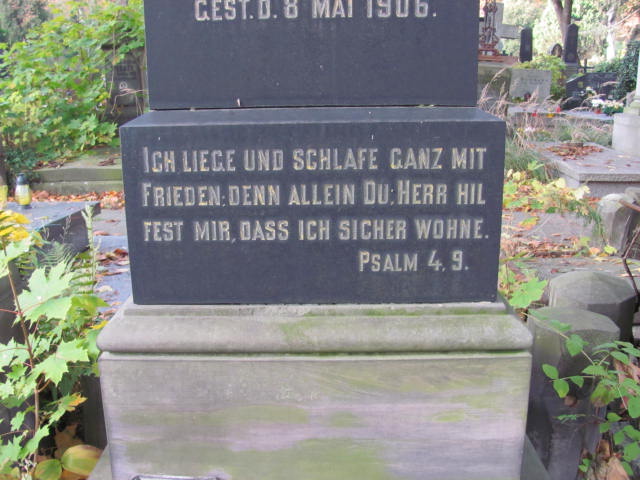 GEST. D. 8 MAI 1906.
ICH LIEGE UND SCHLAFE GANZ MIT
FRIEDEN: DENN ALLEIN DU: HERR HIL
FEST MIR, DASS ICH SICHER WOHNE.
PSALM 4, 9.